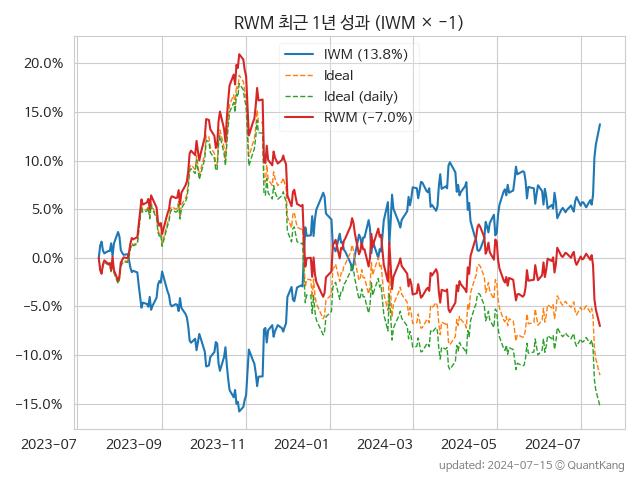 RWM 최근 1년 성과 (IWM × −1)
IWM (13.8%)
Ideal
Ideal (daily)
RWM (−7.0%)
20.0%
15.0%
10.0%
5.0%
0.0%
−5.0%
−10.0%
−15.0%
2023-07 2023-09 2023-11 2024-01 2024-03 2024-05 2024-07
updated: 2024-07-15 © QuantKang